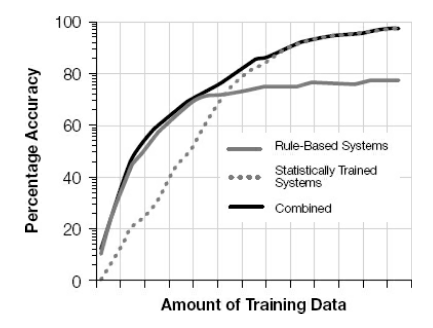 100
80
60
40
20
0
Percentage Accuracy
Rule-Based Systems
Statistically Trained
Systems
Combined
Amount of Training Data